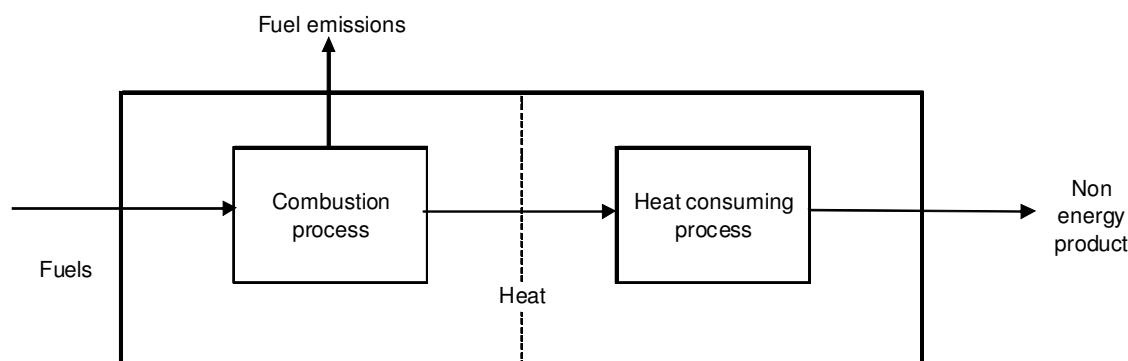 Fuel emissions
Combustion
process
Heat consuming
process
Non
energy
product
Fuels
Heat